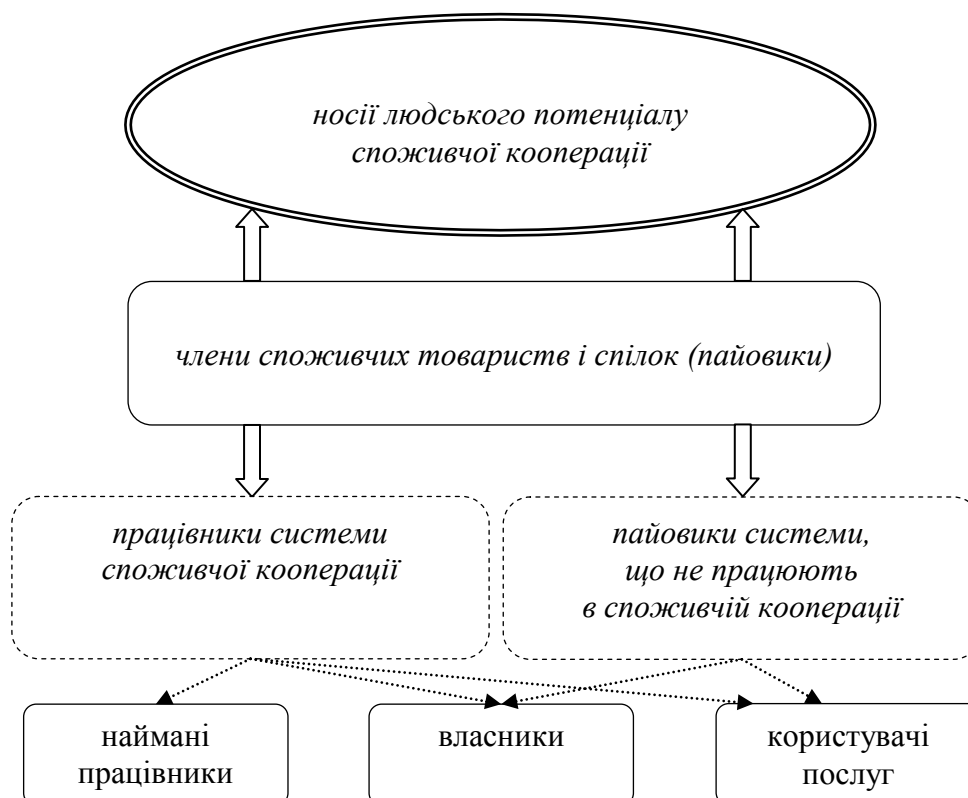 носії людського потенціалу
споживчої кооперації
члени споживчих товариств і спілок (пайовики)
працівники системи
споживчої кооперації
пайовики системи,
що не працюють
в споживчій кооперації
наймані
працівники
власники
користувачі
послуг